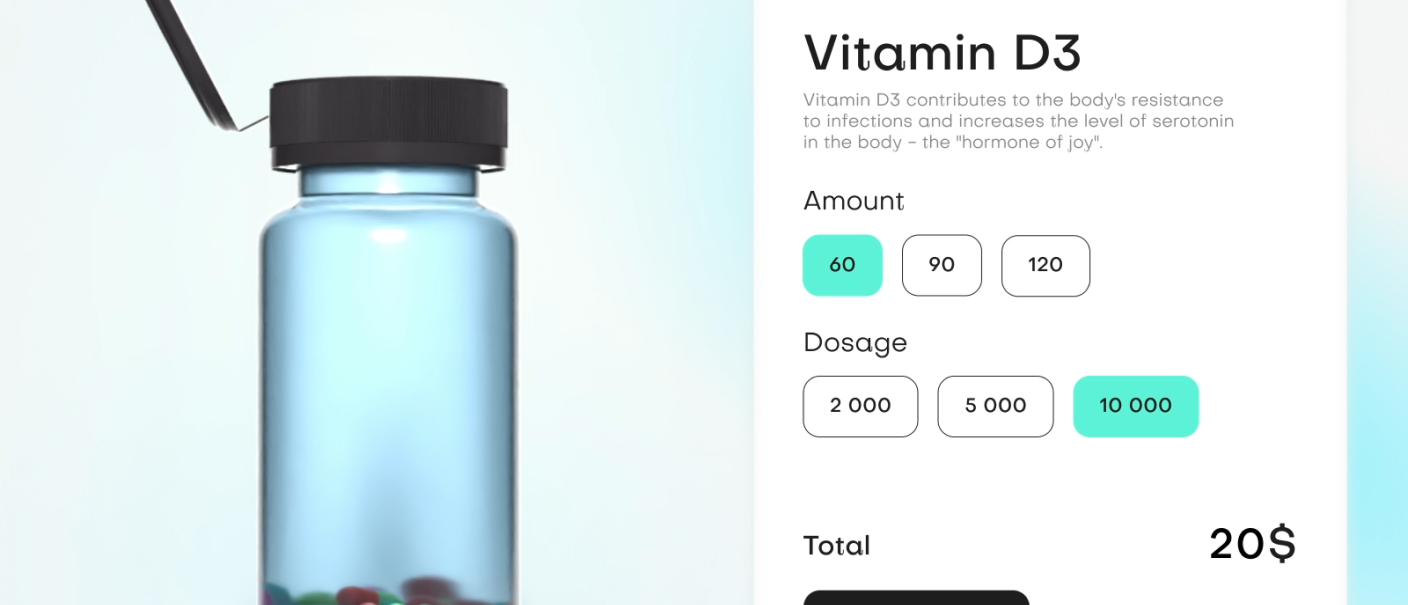 Vitamin D3
Vitamin D3 contributes to the body's resistance
to infections and increases the level of serotonin
in the body - the "hormone of joy".
Amount
60 90 120
Dosage
2 000 5 000 10 000
Total 20$